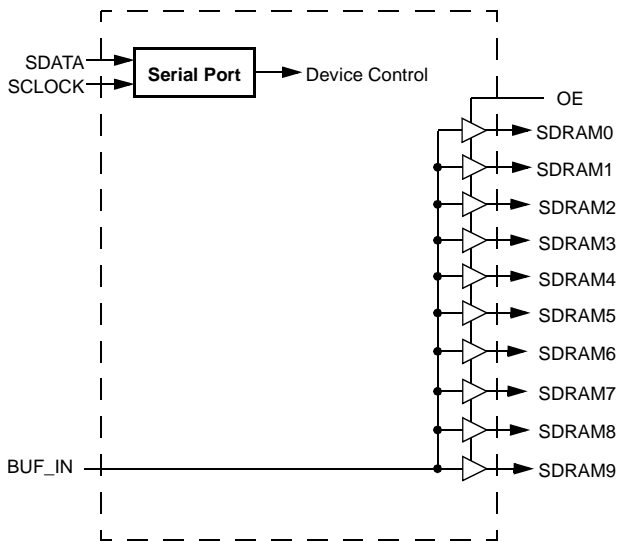 SDATA
SCLOCK
Serial Port
Device Control
OE
SDRAM0
SDRAM1
SDRAM2
SDRAM3
SDRAM4
SDRAM5
SDRAM6
SDRAM7
SDRAM8
BUF_IN
SDRAM9